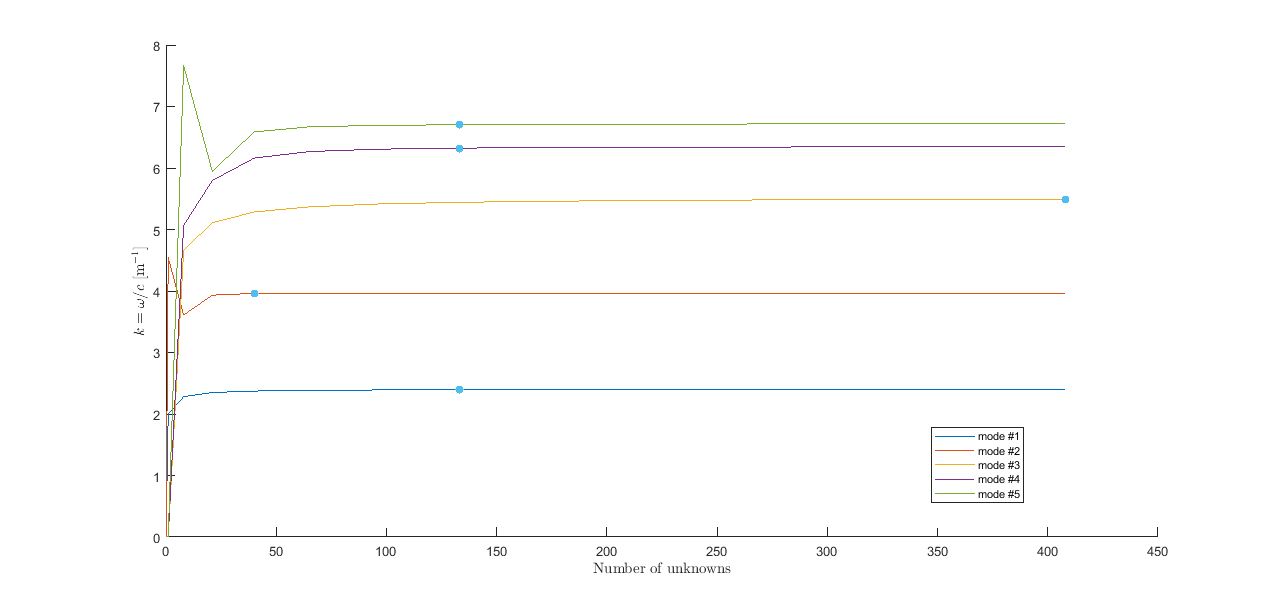 8
7
6
5
4
3
2
1
0
k = ω/c [m⁻¹]
0 50 100 150 200 250 300 350 400 450
Number of unknowns
mode #1
mode #2
mode #3
mode #4
mode #5